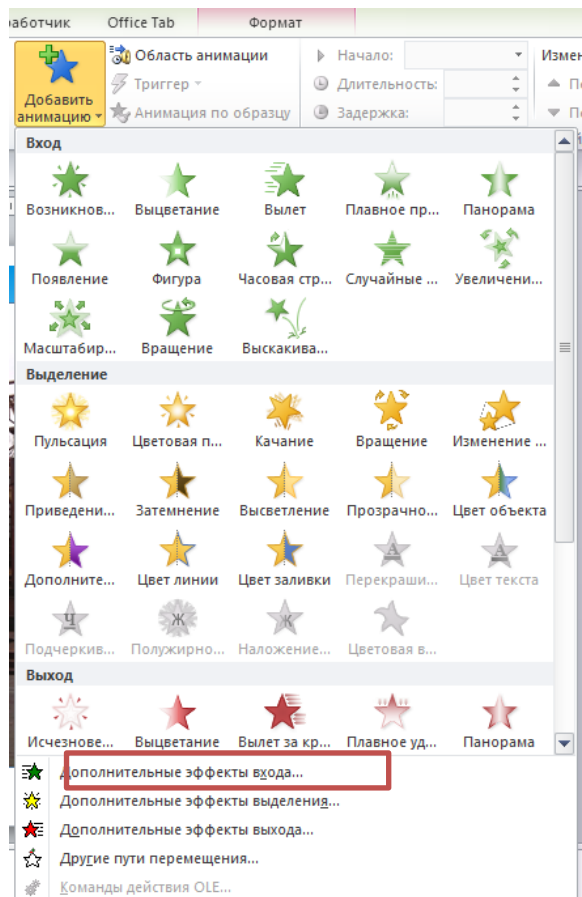 аботчик Office Tab Формат
Добавить анимацию
Область анимации
Триггер
Анимация по образцу
Начало:
Длительность:
Задержка:
Измен
П
П
Вход
Возникнов... Выцветание Вылет Плавное пр... Панорама
Появление Фигура Часовая стр... Случайные ... Увеличени...
Масштабир... Вращение Выскакива...
Выделение
Пульсация Цветовая п... Качание Вращение Изменение ...
Приведени... Затемнение Высветление Прозрачно... Цвет объекта
Дополните... Цвет линии Цвет заливки Перекраши... Цвет текста
Подчеркив... Полужирно... Наложение... Цветовая в...
Выход
Исчезнове... Выцветание Вылет за кр... Плавное уд... Панорама
Дополнительные эффекты входа...
Дополнительные эффекты выделения...
Дополнительные эффекты выхода...
Другие пути перемещения...
Команды действия OLE...